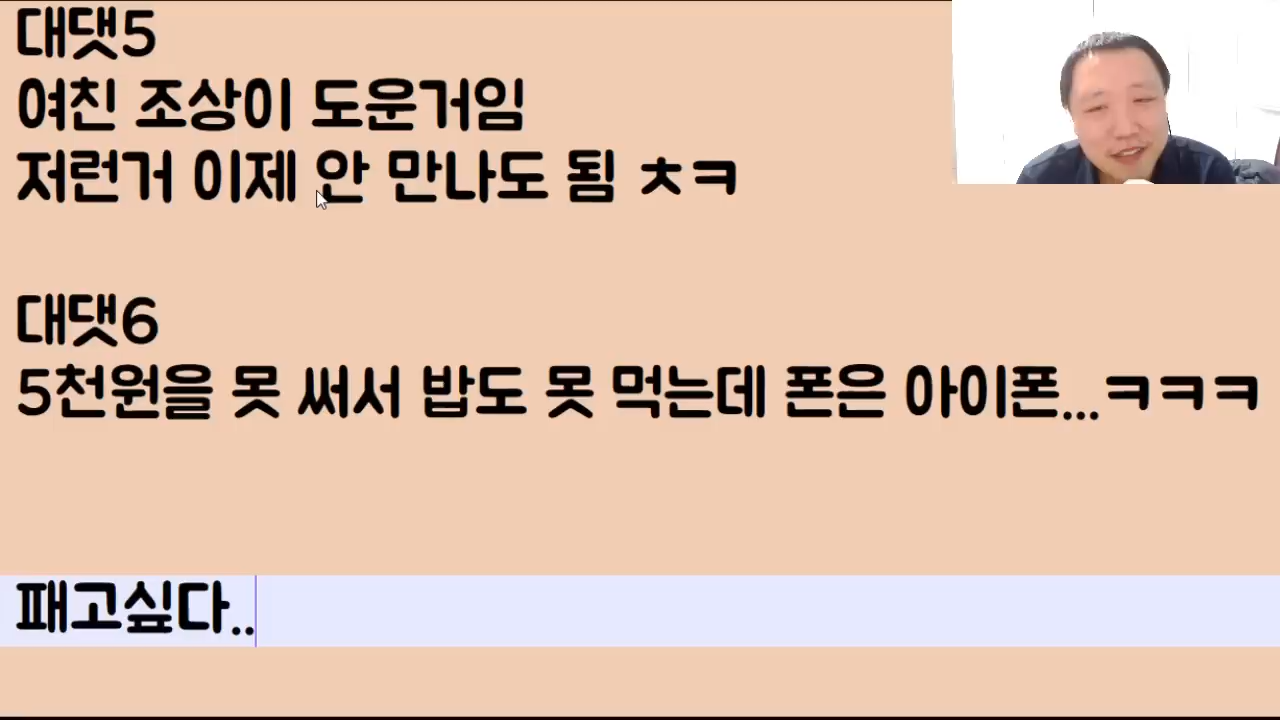 대댓5
여친 조상이 도운거임
저런거 이제 안 만나도 됨 ㅊㅋ
대댓6
5천원을 못 써서 밥도 못 먹는데 폰은 아이폰...ㅋㅋㅋ
패고싶다..